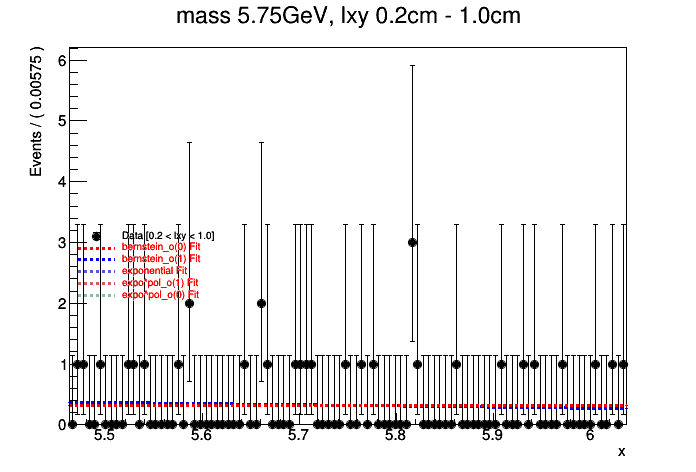 mass 5.75GeV, lxy 0.2cm - 1.0cm
Events / ( 0.00575 )
6
5
4
3
2
1
0
Data [0.2 < lxy < 1.0]
bernstein_o(0) Fit
bernstein_o(1) Fit
exponential Fit
expo*pol_o(1) Fit
expo*pol_o(0) Fit
5.5 5.6 5.7 5.8 5.9 6
x